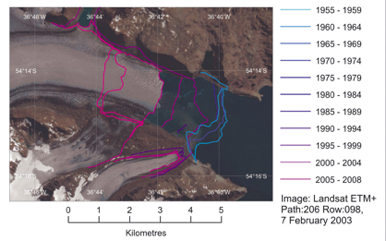 36°46'W 36°44' 36°42' 36°40'W
54°14'S 54°14'S
54°16'S 54°16'S
36°46'W 36°44' 36°42' 36°40'W
0 1 2 3 4 5
Kilometres
1955 - 1959
1960 - 1964
1965 - 1969
1970 - 1974
1975 - 1979
1980 - 1984
1985 - 1989
1990 - 1994
1995 - 1999
2000 - 2004
2005 - 2008
Image: Landsat ETM+
Path:206 Row:098,
7 February 2003